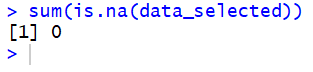 > sum(is.na(data_selected))
[1] 0
>